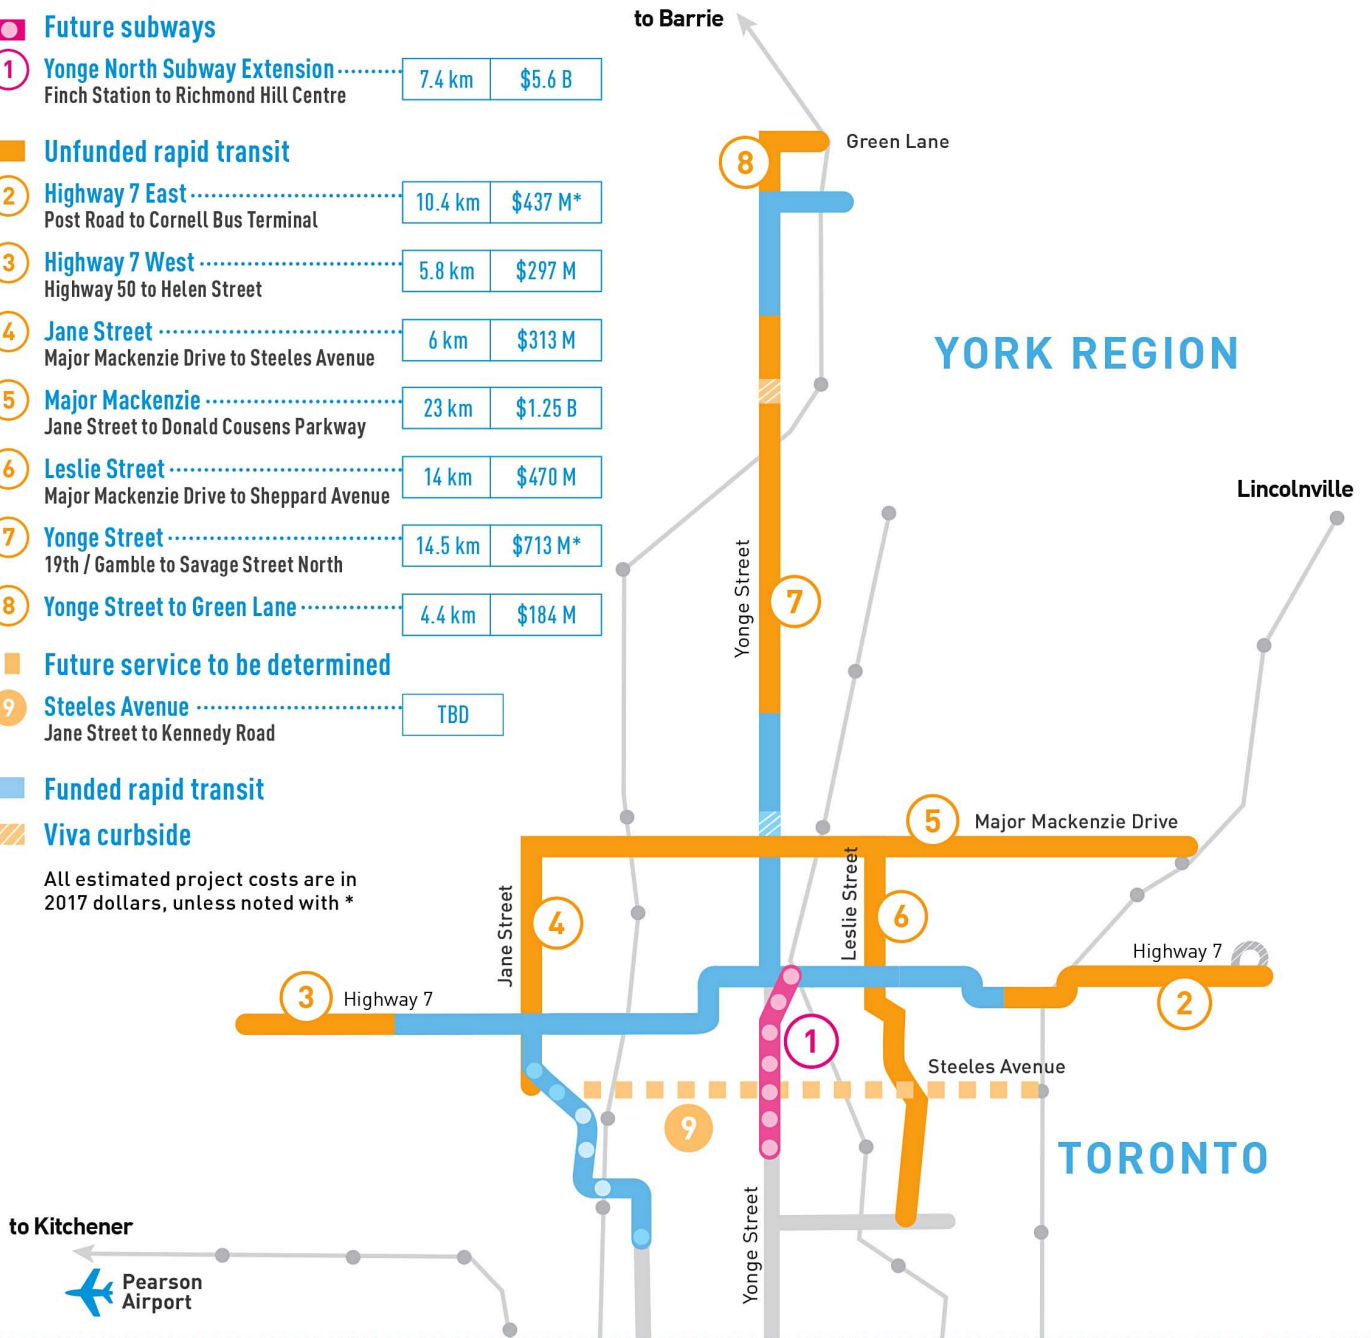 Future subways
1
Yonge North Subway Extension
7.4 km
$5.6 B
Finch Station to Richmond Hill Centre
Unfunded rapid transit
2
Highway 7 East
10.4 km
$437 M*
Post Road to Cornell Bus Terminal
3
Highway 7 West
5.8 km
$297 M
Highway 50 to Helen Street
4
Jane Street
6 km
$313 M
Major Mackenzie Drive to Steeles Avenue
5
Major Mackenzie
23 km
$1.25 B
Jane Street to Donald Cousens Parkway
6
Leslie Street
14 km
$470 M
Major Mackenzie Drive to Sheppard Avenue
7
Yonge Street
14.5 km
$713 M*
19th / Gamble to Savage Street North
8
Yonge Street to Green Lane
4.4 km
$184 M
Future service to be determined
9
Steeles Avenue
TBD
Jane Street to Kennedy Road
Funded rapid transit
Viva curbside
All estimated project costs are in
2017 dollars, unless noted with *
to Barrie
8
Green Lane
YORK REGION
Lincolnville
Yonge Street
7
5
Major Mackenzie Drive
Jane Street
4
Leslie Street
6
Highway 7
2
3
Highway 7
1
Steeles Avenue
9
TORONTO
Yonge Street
to Kitchener
Pearson
Airport